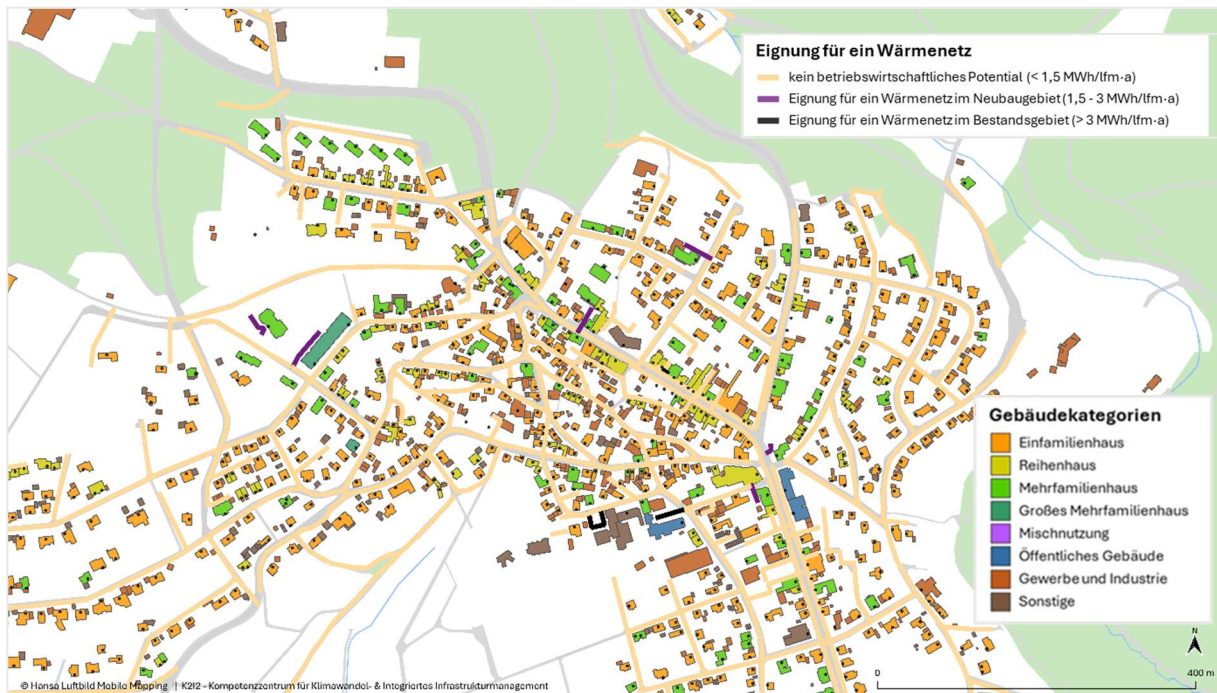 Eignung für ein Wärmenetz
kein betriebswirtschaftliches Potential (< 1,5 MWh/lfm·a)
Eignung für ein Wärmenetz im Neubaugebiet (1,5 - 3 MWh/lfm·a)
Eignung für ein Wärmenetz im Bestandsgebiet (> 3 MWh/lfm·a)
Gebäudekategorien
Einfamilienhaus
Reihenhaus
Mehrfamilienhaus
Großes Mehrfamilienhaus
Mischnutzung
Öffentliches Gebäude
Gewerbe und Industrie
Sonstige
N
0 400 m
© Hansa Luftbild Mobile Mapping | K2I2 - Kompetenzzentrum für Klimawandel- & Integriertes Infrastrukturmanagement